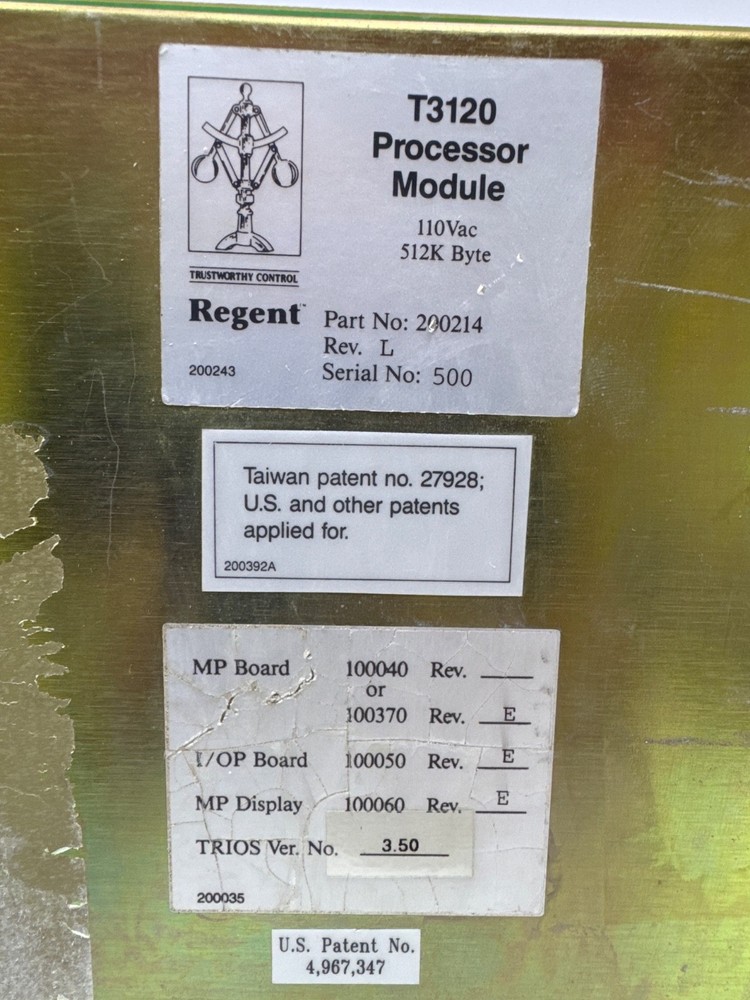 T3120
Processor
Module
110Vac
512K Byte
TRUSTWORTHY CONTROL
Regent™
Part No: 200214
Rev. L
200243
Serial No: 500
Taiwan patent no. 27928;
U.S. and other patents
applied for.
200392A
MP Board 100040 Rev.
or
100370 Rev. E
I/OP Board 100050 Rev. E
MP Display 100060 Rev. E
TRIOS Ver. No. 3.50
200035
U.S. Patent No.
4,967,347